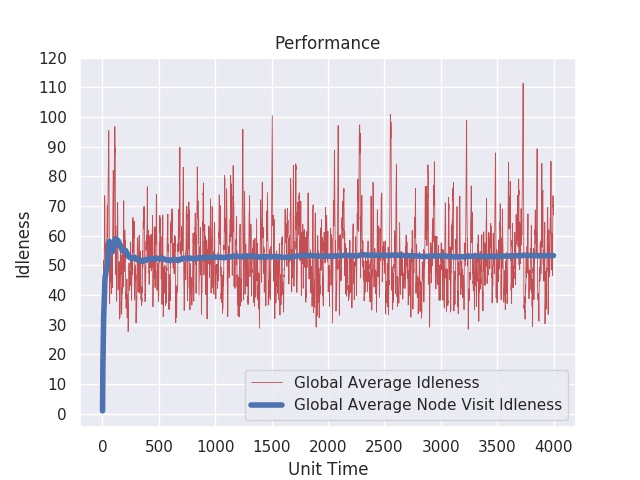 Performance
120
110
100
90
80
70
60
50
40
30
20
10
0
Idleness
Global Average Idleness
Global Average Node Visit Idleness
0 500 1000 1500 2000 2500 3000 3500 4000
Unit Time